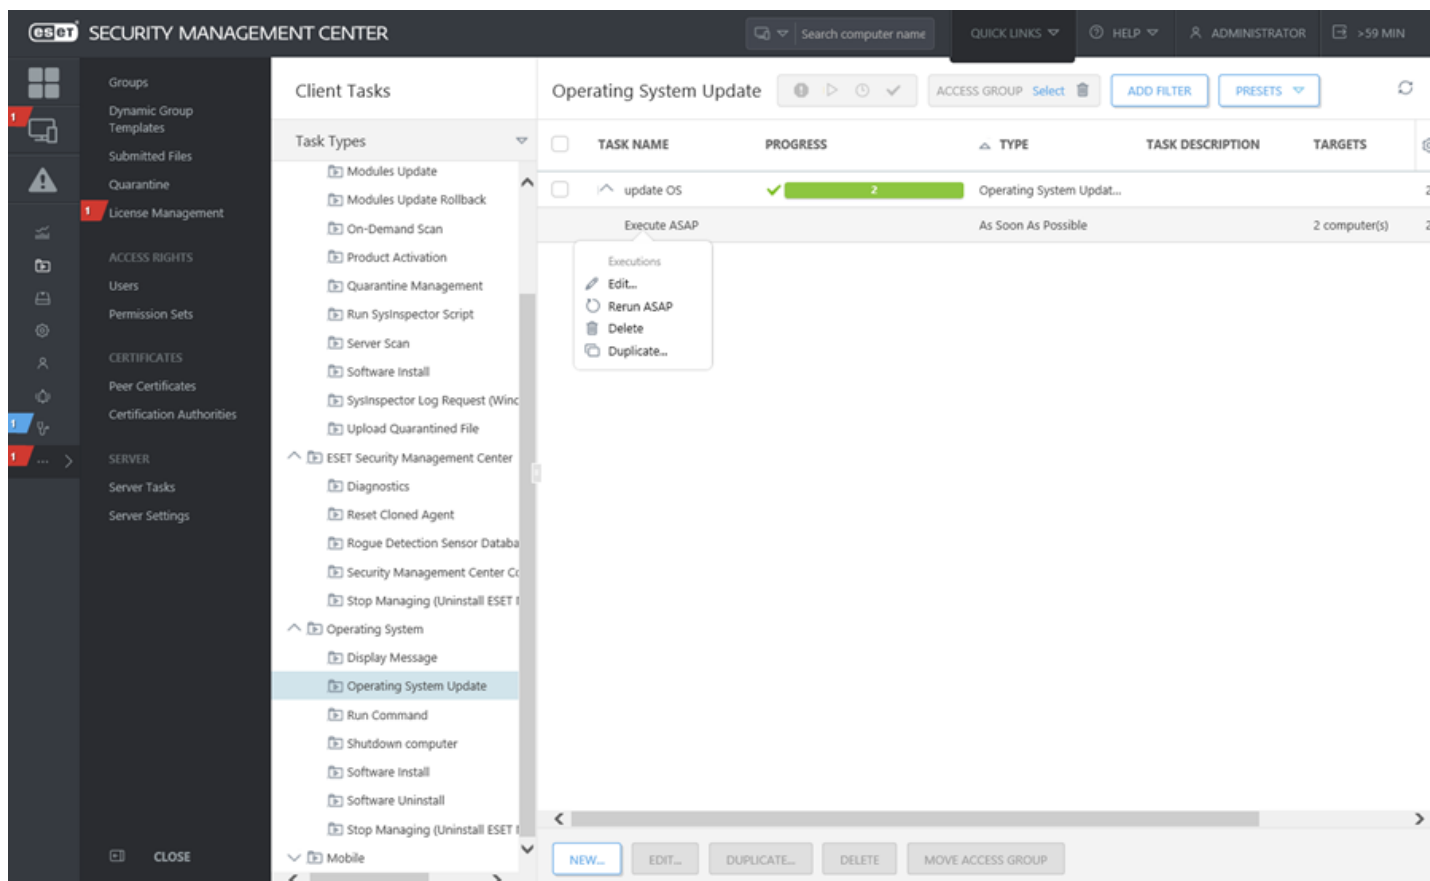 eset SECURITY MANAGEMENT CENTER
Search computer name
QUICK LINKS
HELP
ADMINISTRATOR
>59 MIN
1
1
1
1
Groups
Dynamic Group
Templates
Submitted Files
Quarantine
License Management
ACCESS RIGHTS
Users
Permission Sets
CERTIFICATES
Peer Certificates
Certification Authorities
SERVER
Server Tasks
Server Settings
CLOSE
Client Tasks
Task Types
Modules Update
Modules Update Rollback
On-Demand Scan
Product Activation
Quarantine Management
Run SysInspector Script
Server Scan
Software Install
SysInspector Log Request (Winc
Upload Quarantined File
ESET Security Management Center
Diagnostics
Reset Cloned Agent
Rogue Detection Sensor Databa
Security Management Center Co
Stop Managing (Uninstall ESET
Operating System
Display Message
Operating System Update
Run Command
Shutdown computer
Software Install
Software Uninstall
Stop Managing (Uninstall ESET
Mobile
Operating System Update
ACCESS GROUP Select
ADD FILTER
PRESETS
TASK NAME PROGRESS TYPE TASK DESCRIPTION TARGETS
update OS 2 Operating System Updat...
Execute ASAP As Soon As Possible 2 computer(s)
Executions
Edit...
Rerun ASAP
Delete
Duplicate...
NEW... EDIT... DUPLICATE... DELETE MOVE ACCESS GROUP